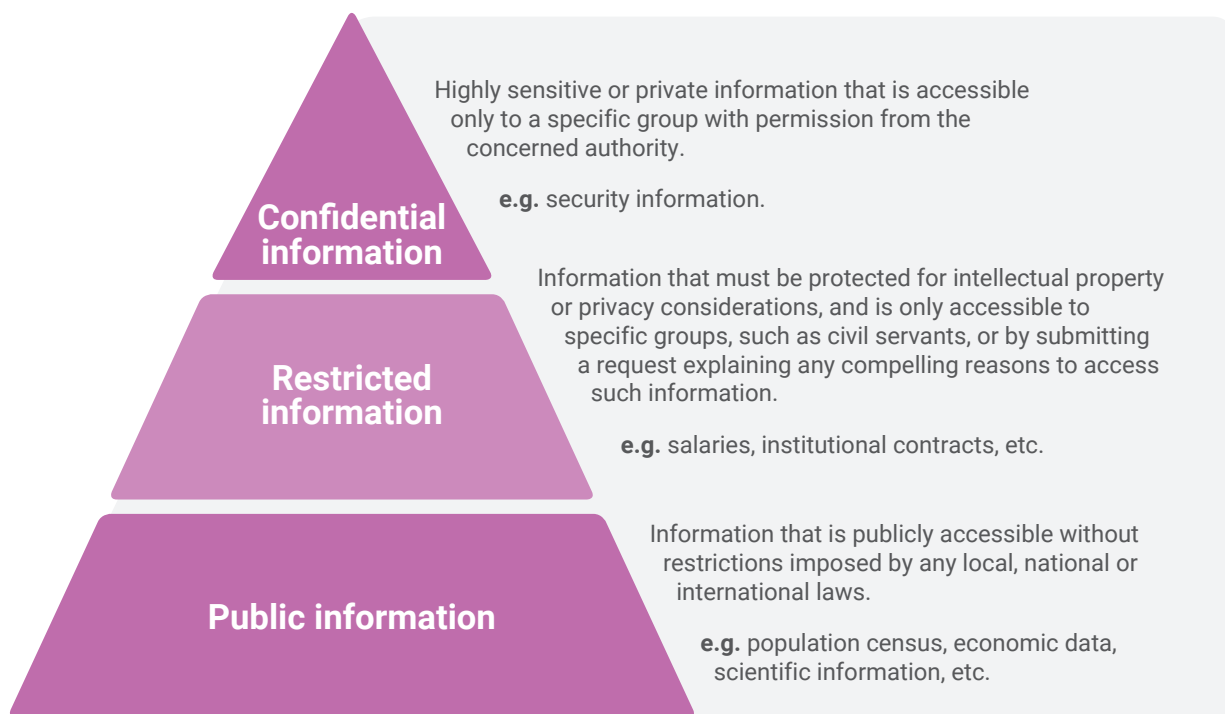 Highly sensitive or private information that is accessible
only to a specific group with permission from the
concerned authority.
e.g. security information.
Confidential
information
Information that must be protected for intellectual property
or privacy considerations, and is only accessible to
specific groups, such as civil servants, or by submitting
a request explaining any compelling reasons to access
such information.
e.g. salaries, institutional contracts, etc.
Restricted
information
Information that is publicly accessible without
restrictions imposed by any local, national or
international laws.
e.g. population census, economic data,
scientific information, etc.
Public information